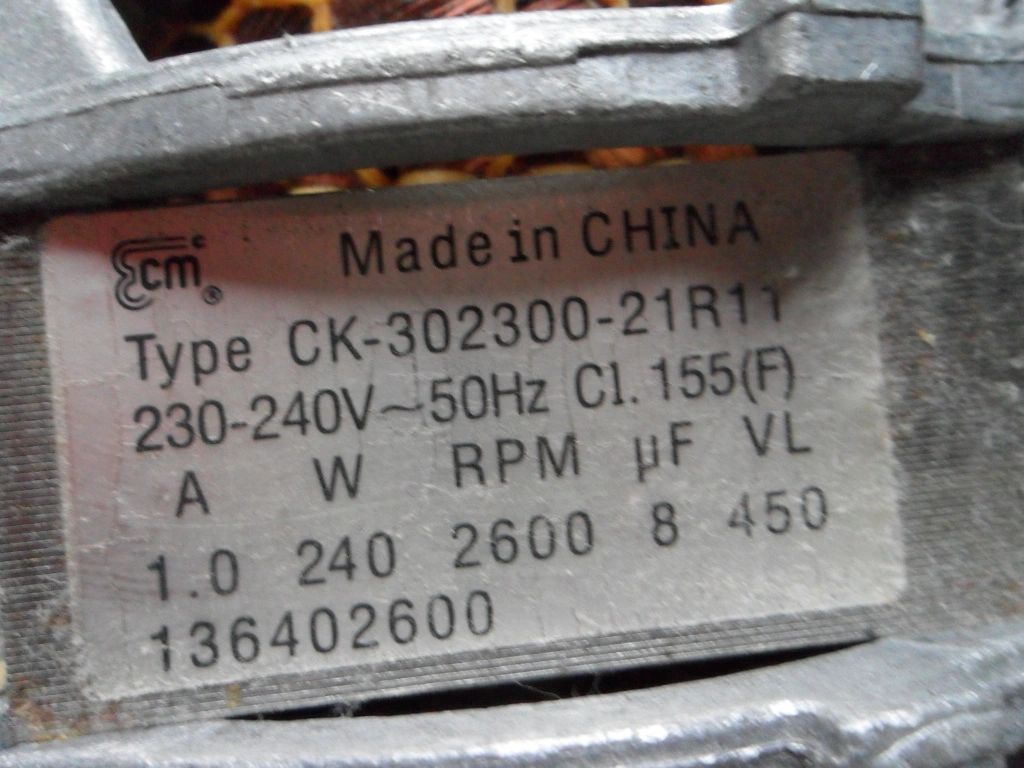 Ecm c ®
Made in CHINA
Type CK-302300-21R11
230-240V~50Hz Cl. 155(F)
A W RPM µF VL
1.0 240 2600 8 450
136402600